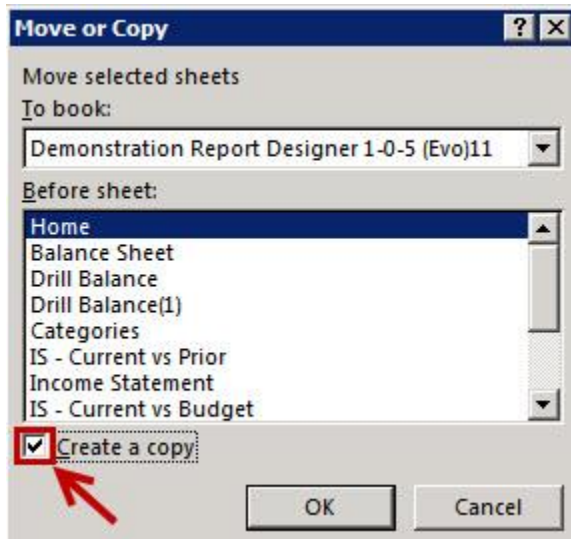 Move or Copy
Move selected sheets
To book:
Demonstration Report Designer 1-0-5 (Evo)11
Before sheet:
Home
Balance Sheet
Drill Balance
Drill Balance(1)
Categories
IS - Current vs Prior
Income Statement
IS - Current vs Budget
Create a copy
OK Cancel